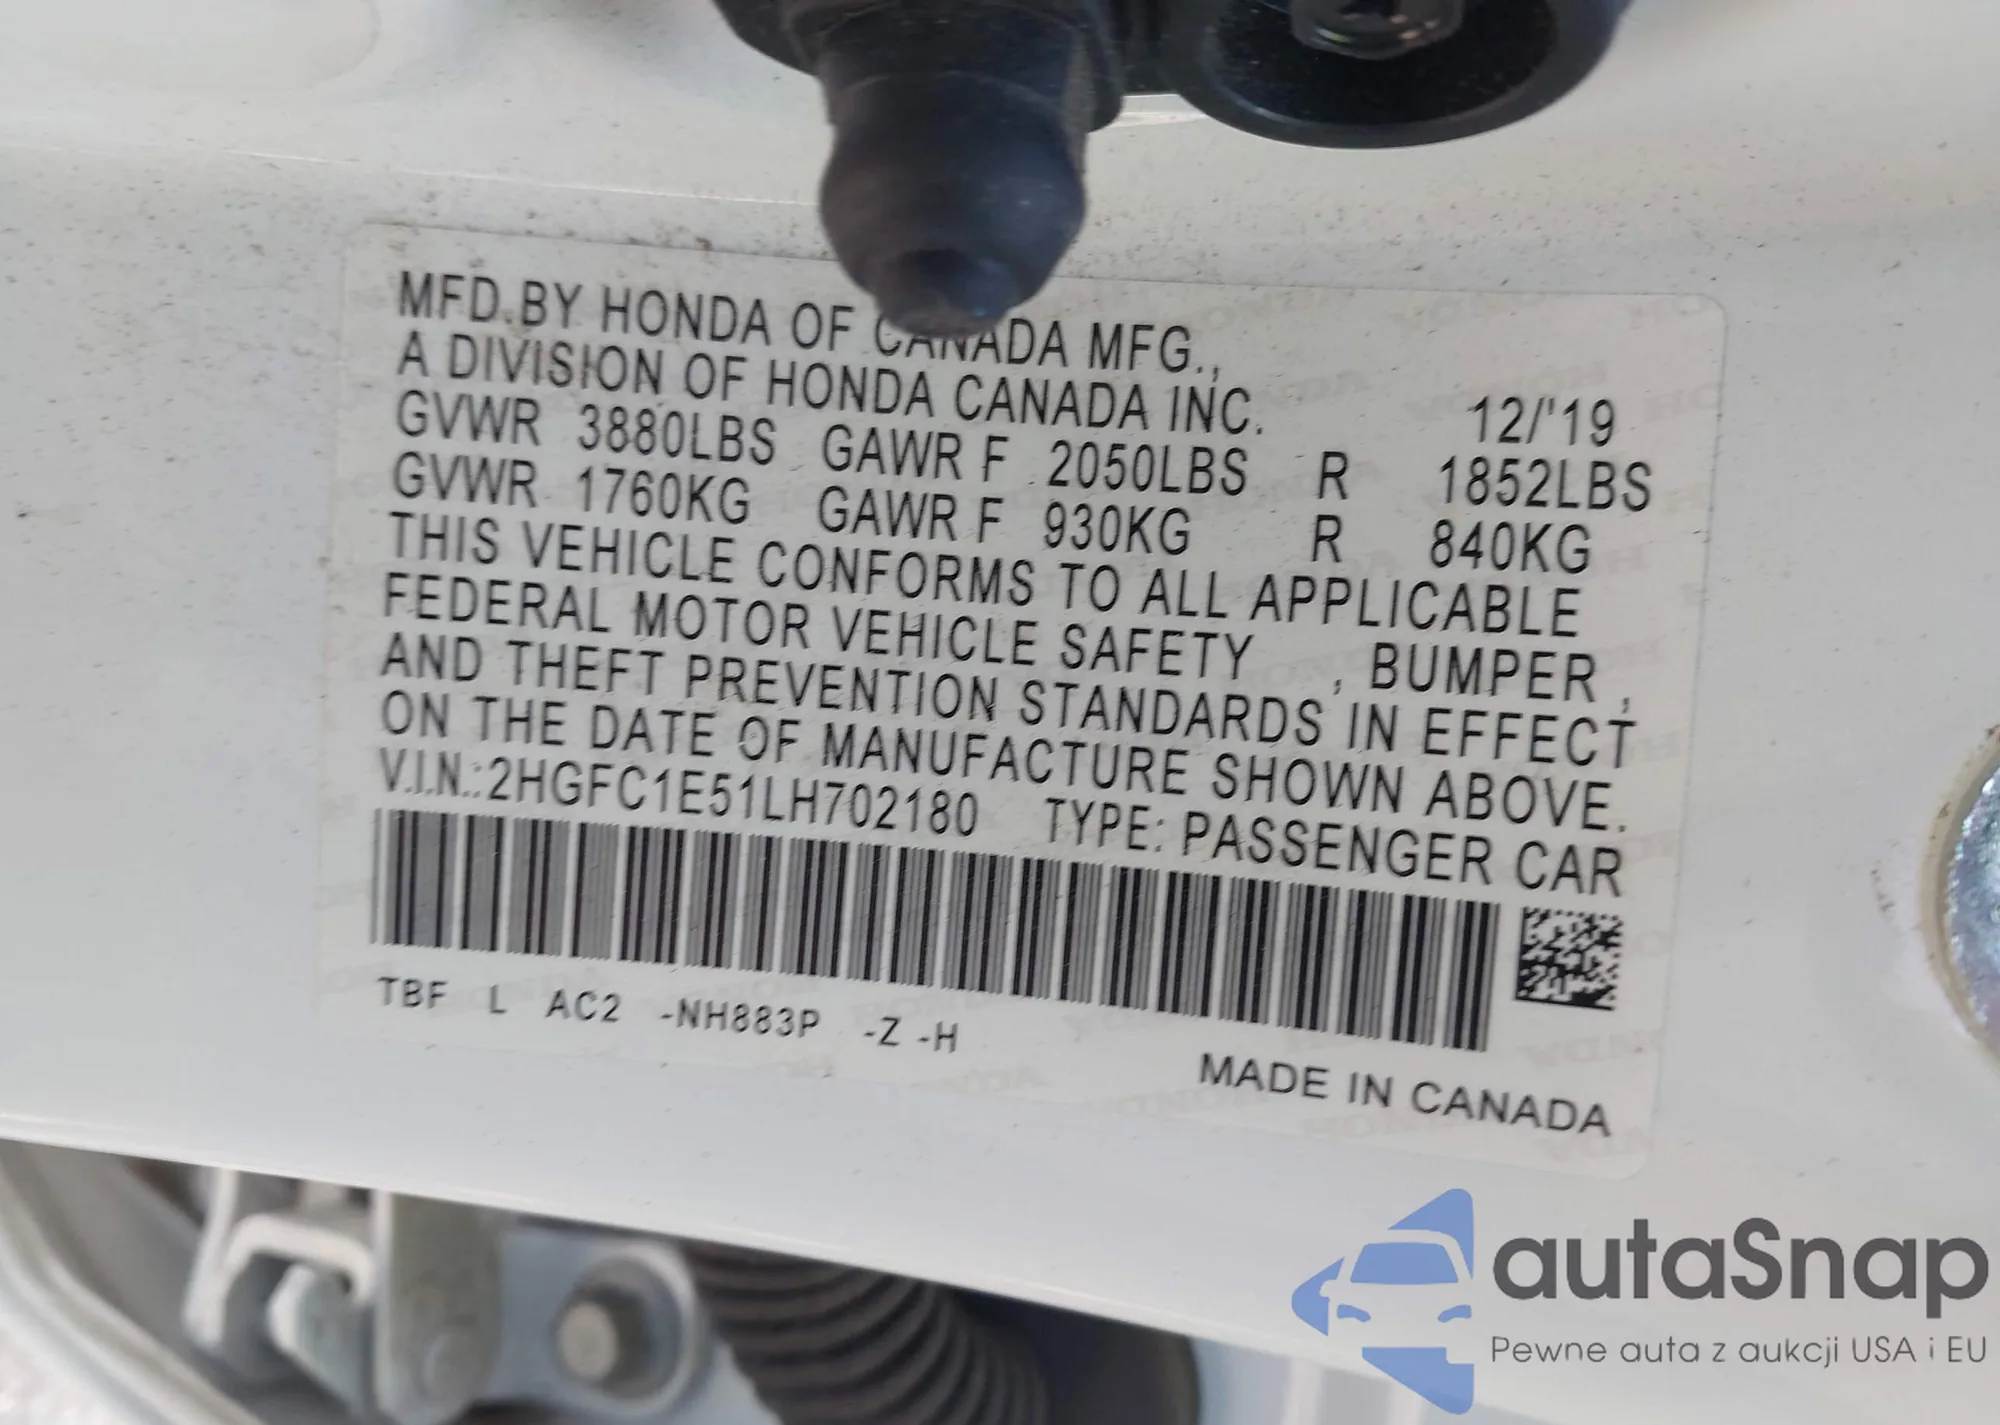 MFD.BY HONDA OF CANADA MFG.,
A DIVISION OF HONDA CANADA INC. 12/'19
GVWR 3880LBS GAWR F 2050LBS R 1852LBS
GVWR 1760KG GAWR F 930KG R 840KG
THIS VEHICLE CONFORMS TO ALL APPLICABLE
FEDERAL MOTOR VEHICLE SAFETY , BUMPER ,
AND THEFT PREVENTION STANDARDS IN EFFECT
ON THE DATE OF MANUFACTURE SHOWN ABOVE.
V.I.N.:2HGFC1E51LH702180 TYPE: PASSENGER CAR
TBF L AC2 -NH883P -Z -H
MADE IN CANADA
autaSnap
Pewne auta z aukcji USA i EU